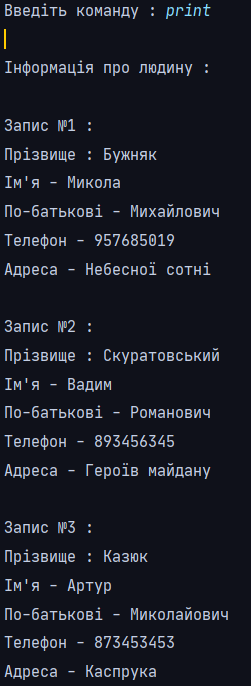 Введіть команду : print
Інформація про людину :
Запис №1 :
Прізвище : Бужняк
Ім'я - Микола
По-батькові - Михайлович
Телефон - 957685019
Адреса - Небесної сотні
Запис №2 :
Прізвище : Скуратовський
Ім'я - Вадим
По-батькові - Романович
Телефон - 893456345
Адреса - Героїв майдану
Запис №3 :
Прізвище : Казюк
Ім'я - Артур
По-батькові - Миколайович
Телефон - 873453453
Адреса - Каспрука